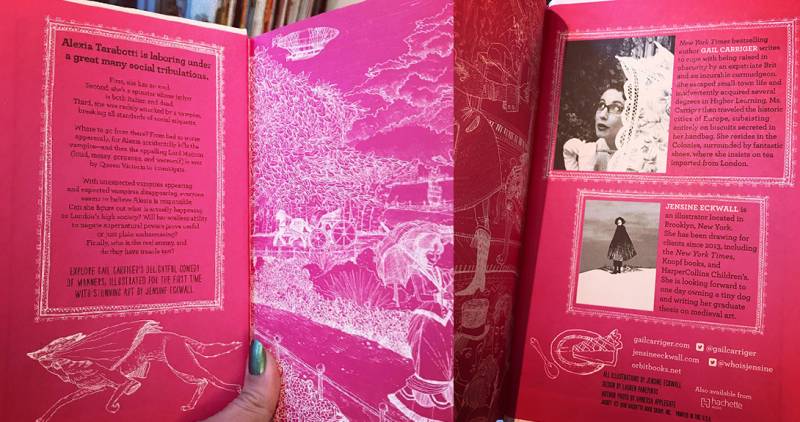 Alexia Tarabotti is laboring under
a great many social tribulations.
First, she has no soul.
Second, she's a spinster whose father
is both Italian and dead.
Third, she was rudely attacked by a vampire,
breaking all standards of social etiquette.
Where to go from there? From bad to worse
apparently, for Alexia accidentally kills the
vampire—and then the appalling Lord Maccon
(loud, messy, gorgeous, and werewolf) is sent
by Queen Victoria to investigate.
With unexpected vampires appearing
and expected vampires disappearing, everyone
seems to believe Alexia is responsible.
Can she figure out what is actually happening
to London's high society? Will her soulless ability
to negate supernatural powers prove useful
or just plain embarrassing?
Finally, who is the real enemy, and
do they have treacle tart?
EXPLORE GAIL CARRIGER'S DELIGHTFUL COMEDY
OF MANNERS, ILLUSTRATED FOR THE FIRST TIME
WITH STUNNING ART BY JENSINE ECKWALL.
New York Times bestselling
author GAIL CARRIGER writes
to cope with being raised in
obscurity by an expatriate Brit
and an incurable curmudgeon.
She escaped small-town life and
inadvertently acquired several
degrees in Higher Learning. Ms.
Carriger then traveled the historic
cities of Europe, subsisting
entirely on biscuits secreted in
her handbag. She resides in the
Colonies, surrounded by fantastic
shoes, where she insists on tea
imported from London.
JENSINE ECKWALL is
an illustrator located in
Brooklyn, New York.
She has been drawing for
clients since 2013, including
the New York Times,
Knopf books, and
HarperCollins Children's.
She is looking forward to
one day owning a tiny dog
and writing her graduate
thesis on medieval art.
gailcarriger.com @gailcarriger
jensineeckwall.com @whoisjensine
orbitbooks.net
ALL ILLUSTRATIONS BY JENSINE ECKWALL
DESIGN BY LAUREN PANEPINTO
AUTHOR PHOTO BY VANESSA APPLEGATE
PRINTED IN THE U.S.A.
Also available from
hachette